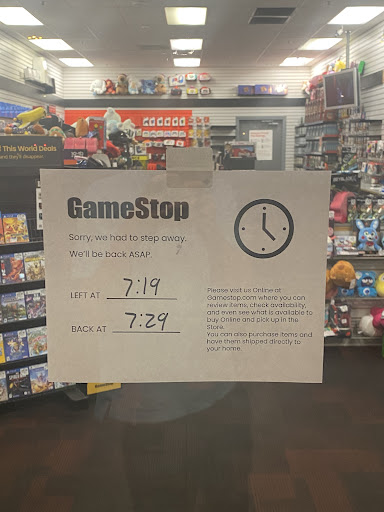 This World Deals
GameStop
Sorry, we had to step away.
We'll be back ASAP.
LEFT AT 7:19
BACK AT 7:29
Please visit us Online at
Gamestop.com where you can
review items, check availability,
and even see what is available to
buy Online and pick up in the
Store.
You can also purchase items and
have them shipped directly to
your home.